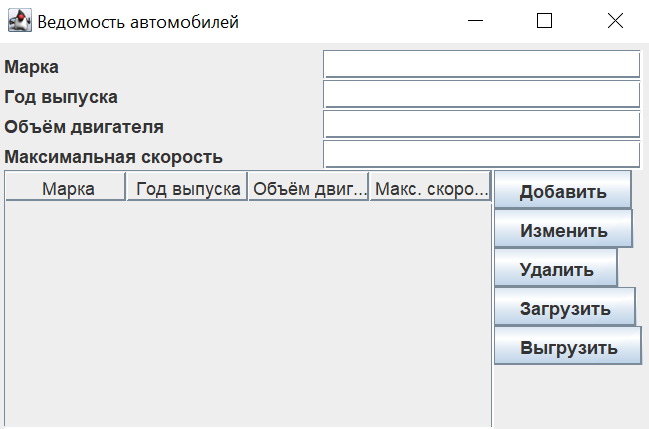 Ведомость автомобилей
Марка
Год выпуска
Объём двигателя
Максимальная скорость
Марка Год выпуска Объём двиг... Макс. скоро...
Добавить
Изменить
Удалить
Загрузить
Выгрузить